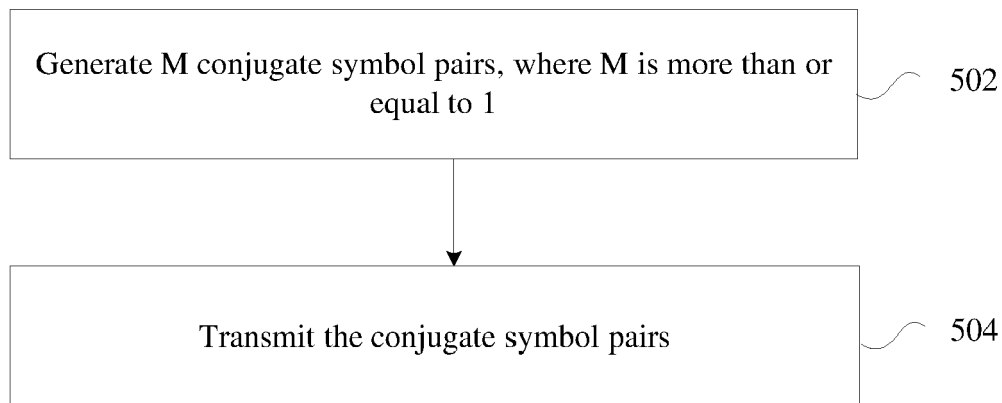 Generate M conjugate symbol pairs, where M is more than or
equal to 1
502
Transmit the conjugate symbol pairs
504